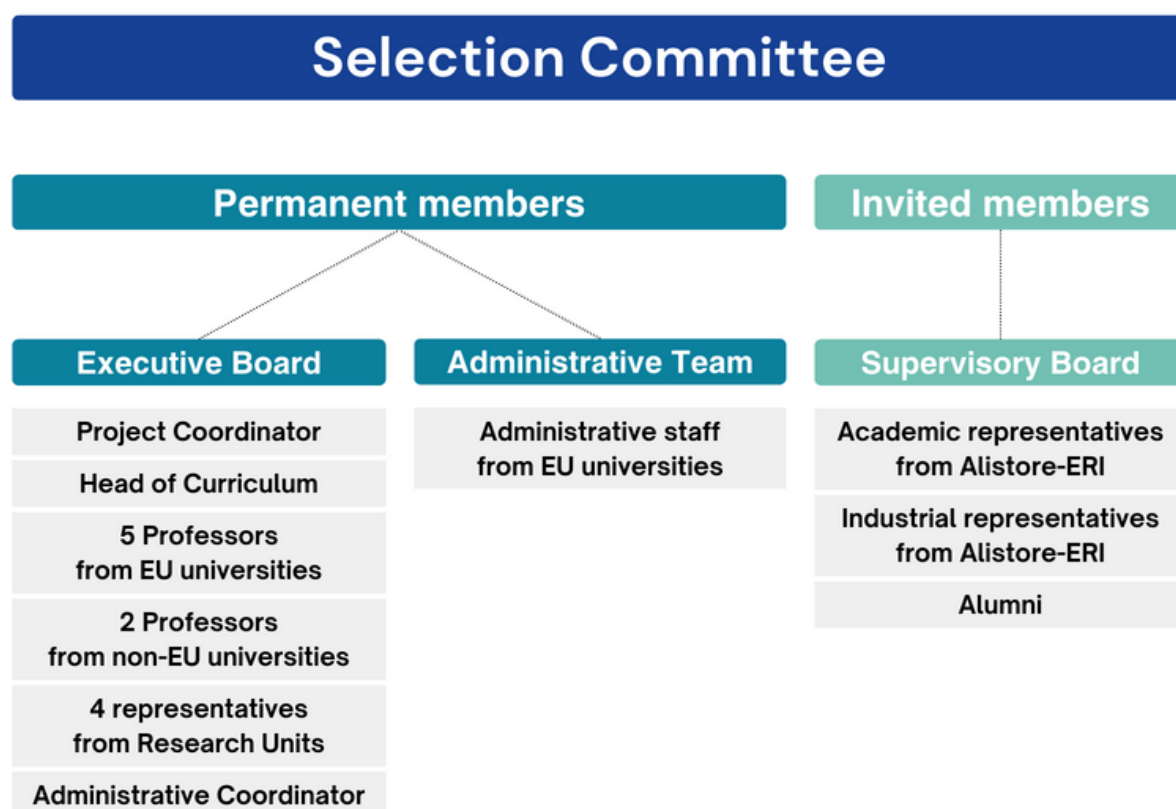 Selection Committee
Permanent members
Invited members
Executive Board
Administrative Team
Supervisory Board
Project Coordinator
Head of Curriculum
5 Professors
from EU universities
2 Professors
from non-EU universities
4 representatives
from Research Units
Administrative Coordinator
Administrative staff
from EU universities
Academic representatives
from Alistore-ERI
Industrial representatives
from Alistore-ERI
Alumni